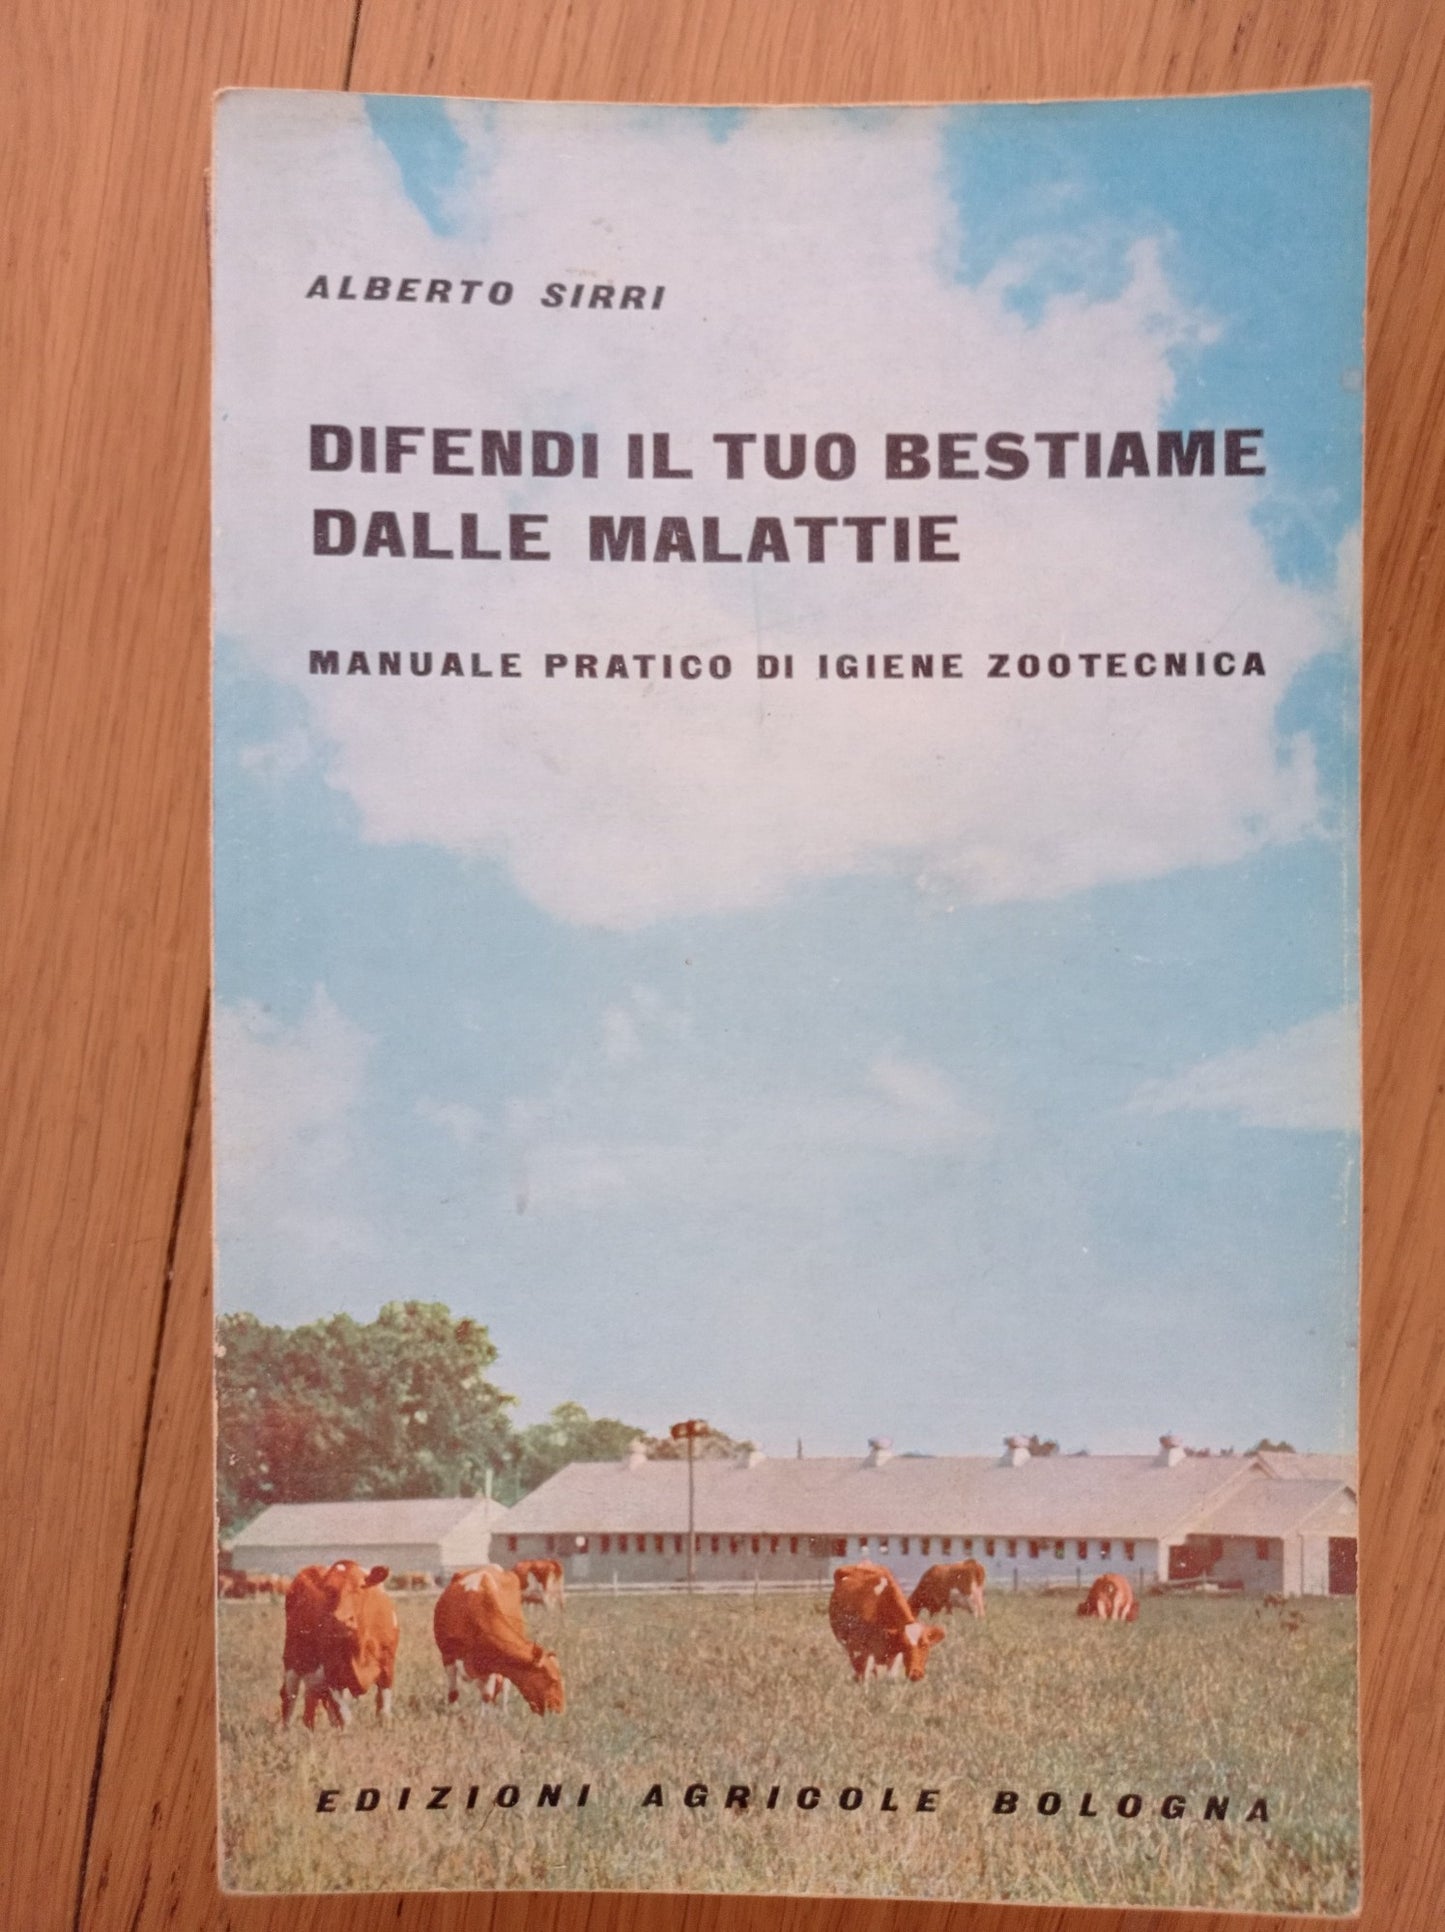 ALBERTO SIRRI
DIFENDI IL TUO BESTIAME
DALLE MALATTIE
MANUALE PRATICO DI IGIENE ZOOTECNICA
EDIZIONI AGRICOLE BOLOGNA